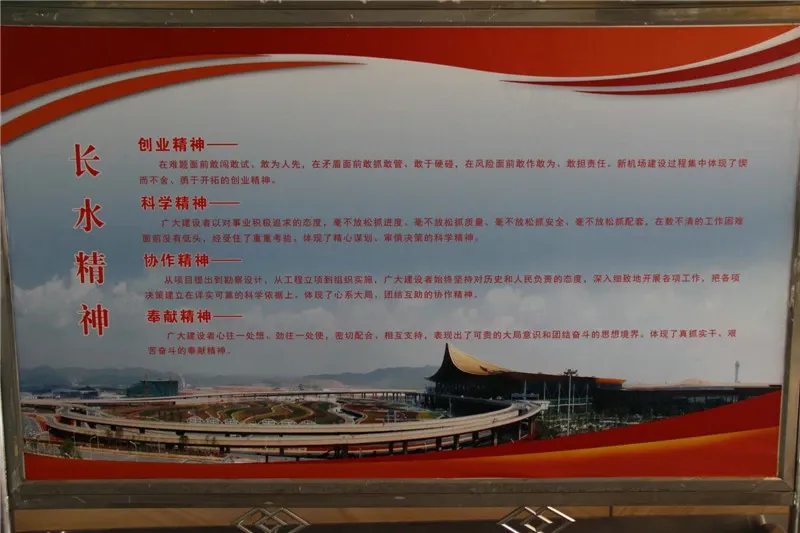 长水精神
创业精神——
在难题面前敢闯敢试、敢为人先，在矛盾面前敢抓敢管、敢于硬碰，在风险面前敢作敢为、敢担责任。新机场建设过程集中体现了锲
而不舍、勇于开拓的创业精神。
科学精神——
广大建设者以对事业积极追求的态度，毫不放松抓进度、毫不放松抓质量、毫不放松抓安全、毫不放松抓配套，在数不清的工作困难
面前没有低头，经受住了重重考验，体现了精心谋划、审慎决策的科学精神。
协作精神——
从项目提出到勘察设计，从工程立项到组织实施，广大建设者始终坚持对历史和人民负责的态度，深入细致地开展各项工作，把各项
决策建立在详实可靠的科学依据上，体现了心系大局、团结互助的协作精神。
奉献精神——
广大建设者心往一处想、劲往一处使，密切配合、相互支持，表现出了可贵的大局意识和团结奋斗的思想境界，体现了真抓实干、艰
苦奋斗的奉献精神。